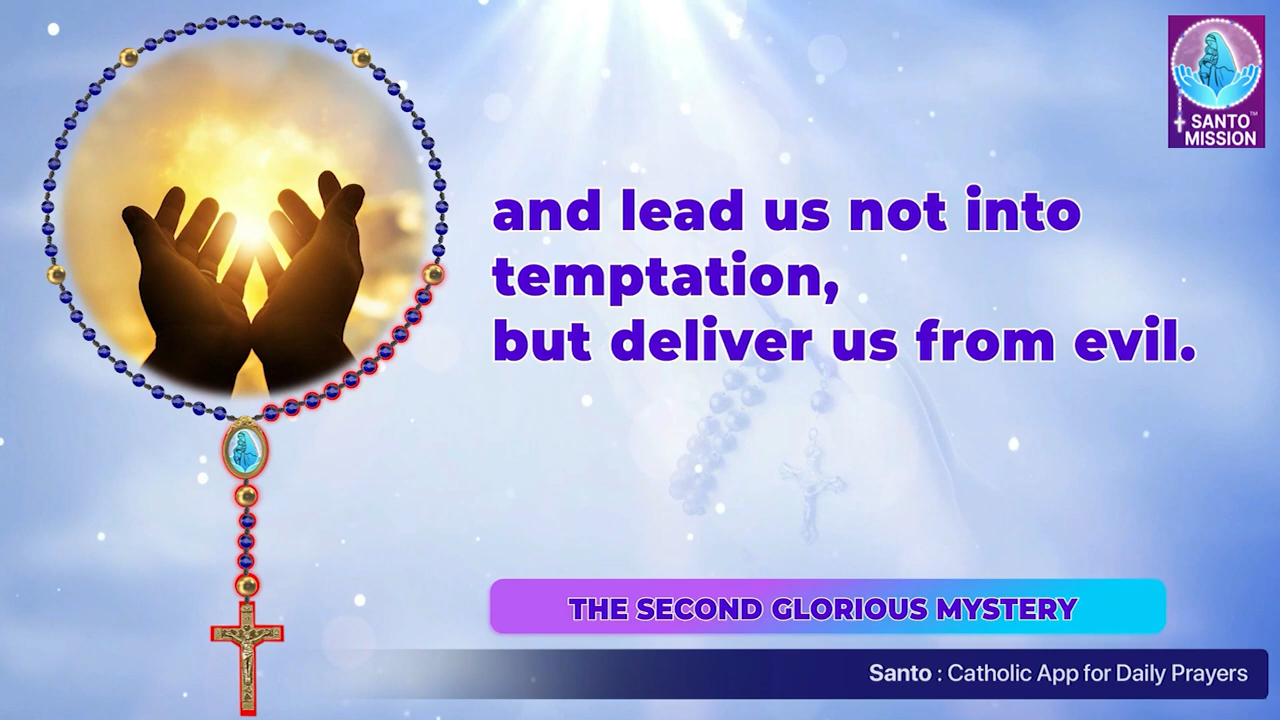 SANTO™
MISSION
and lead us not into
temptation,
but deliver us from evil.
THE SECOND GLORIOUS MYSTERY
Santo : Catholic App for Daily Prayers